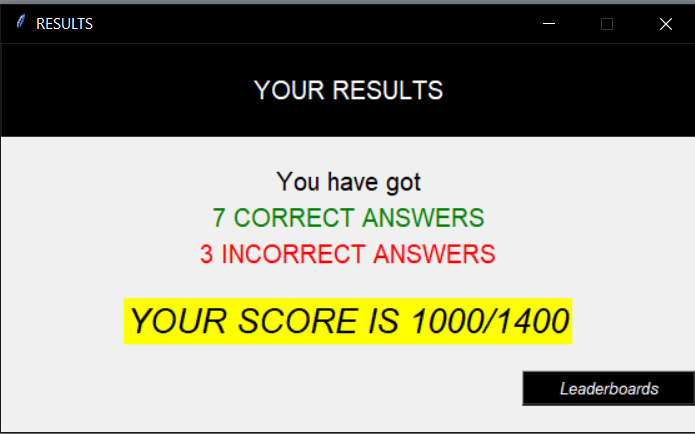 RESULTS
YOUR RESULTS
You have got
7 CORRECT ANSWERS
3 INCORRECT ANSWERS
YOUR SCORE IS 1000/1400
Leaderboards